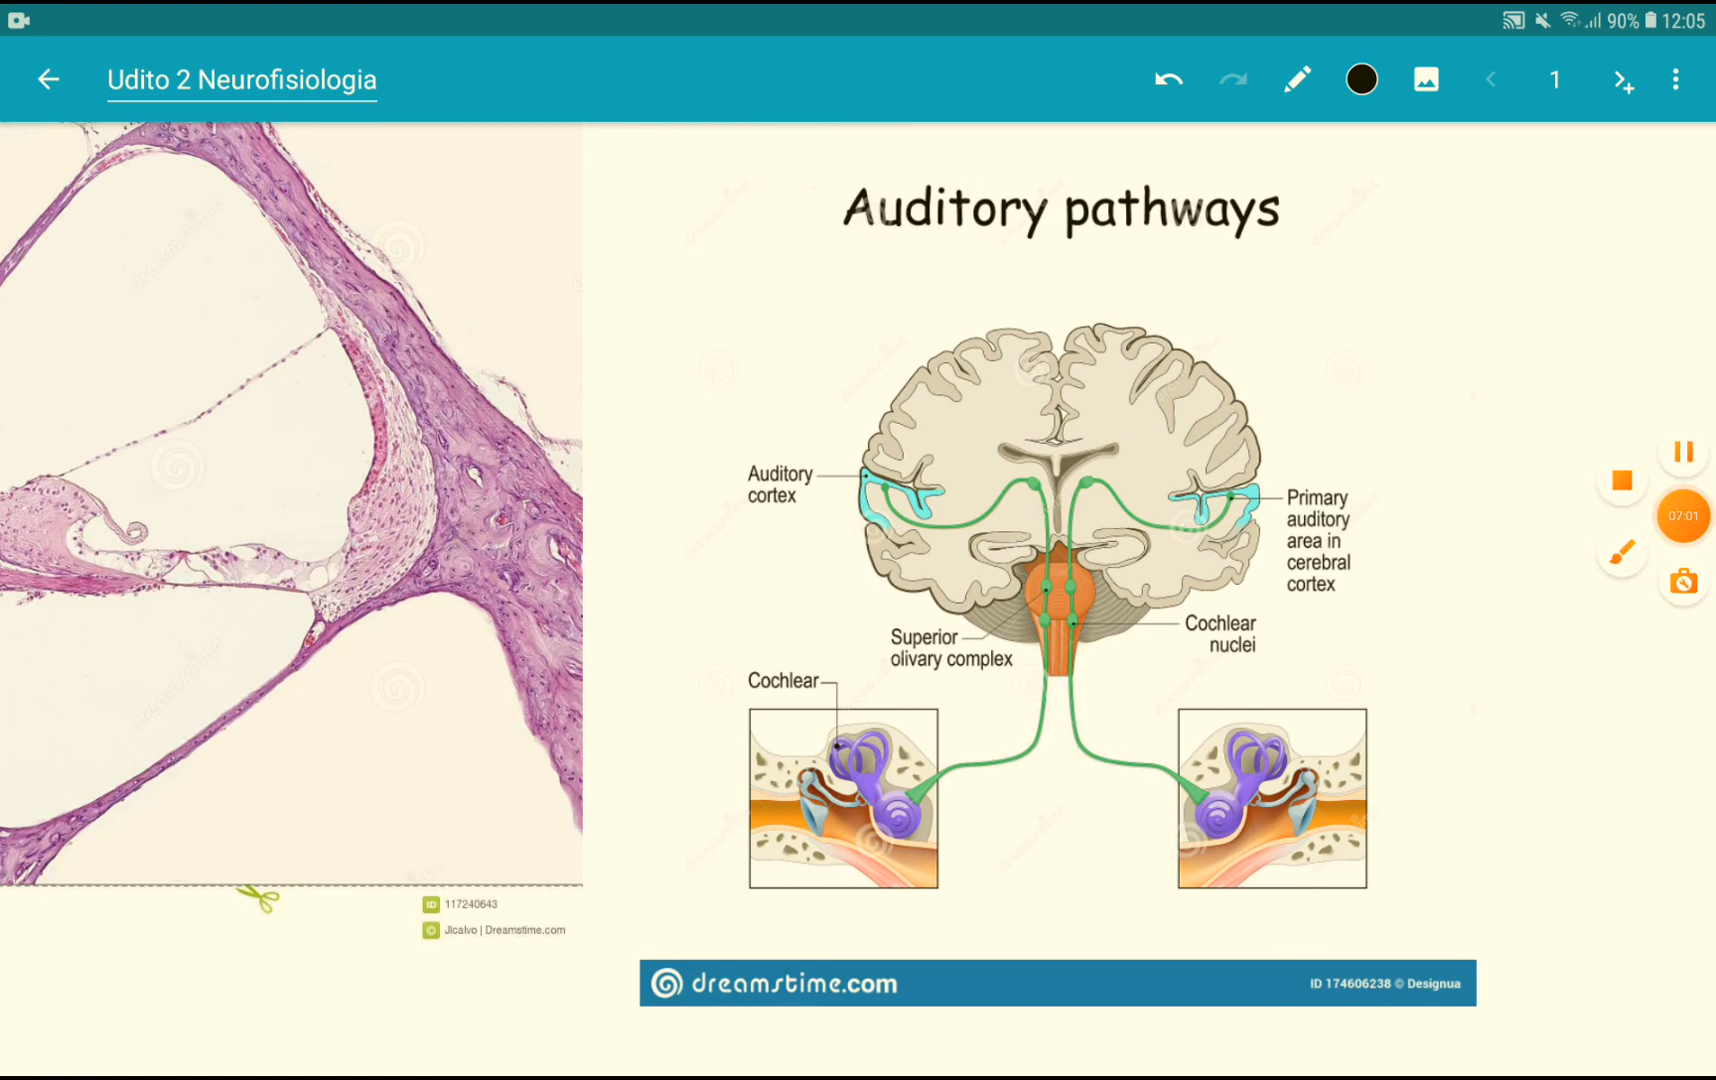 90% 12:05
Udito 2 Neurofisiologia
1
Auditory pathways
Auditory
cortex
Primary
auditory
area in
cerebral
cortex
07:01
Superior
olivary complex
Cochlear
nuclei
Cochlear
ID 117240643
© Jlcalvo | Dreamstime.com
dreamstime.com
ID 174606238 © Designua